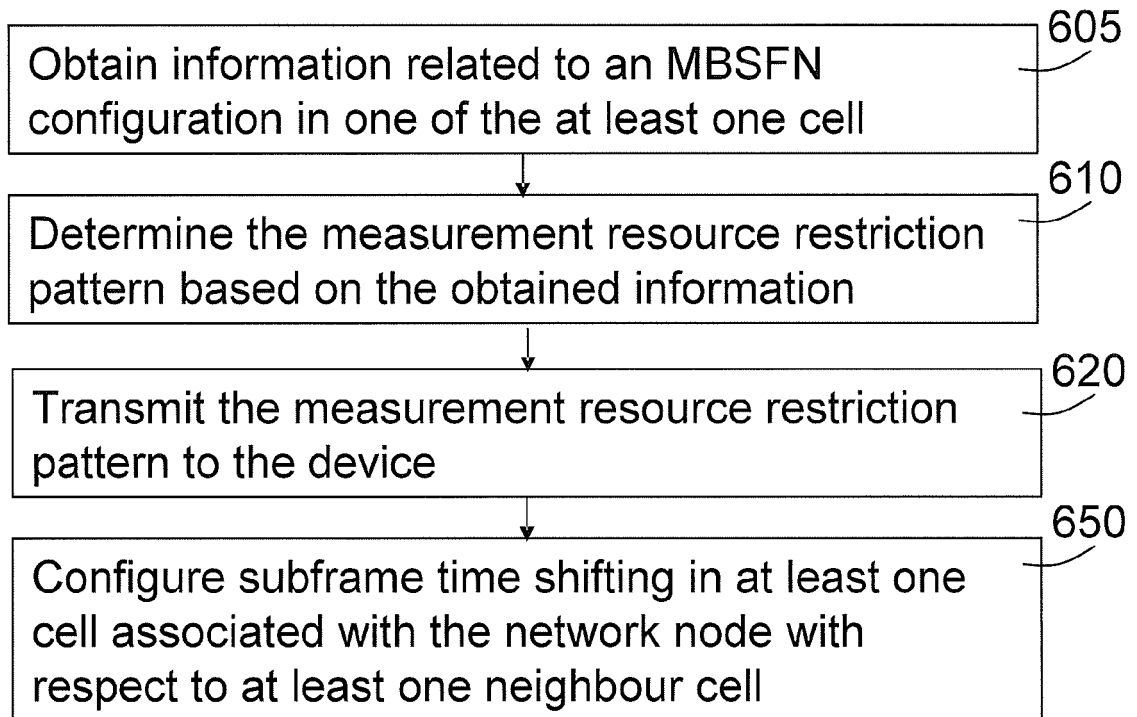 605
Obtain information related to an MBSFN
configuration in one of the at least one cell
610
Determine the measurement resource restriction
pattern based on the obtained information
620
Transmit the measurement resource restriction
pattern to the device
650
Configure subframe time shifting in at least one
cell associated with the network node with
respect to at least one neighbour cell